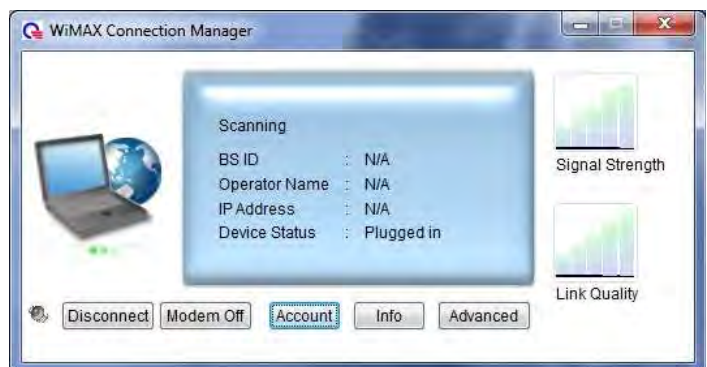 WiMAX Connection Manager
Scanning
BS ID : N/A
Operator Name : N/A
IP Address : N/A
Device Status : Plugged in
Signal Strength
Link Quality
Disconnect Modem Off Account Info Advanced